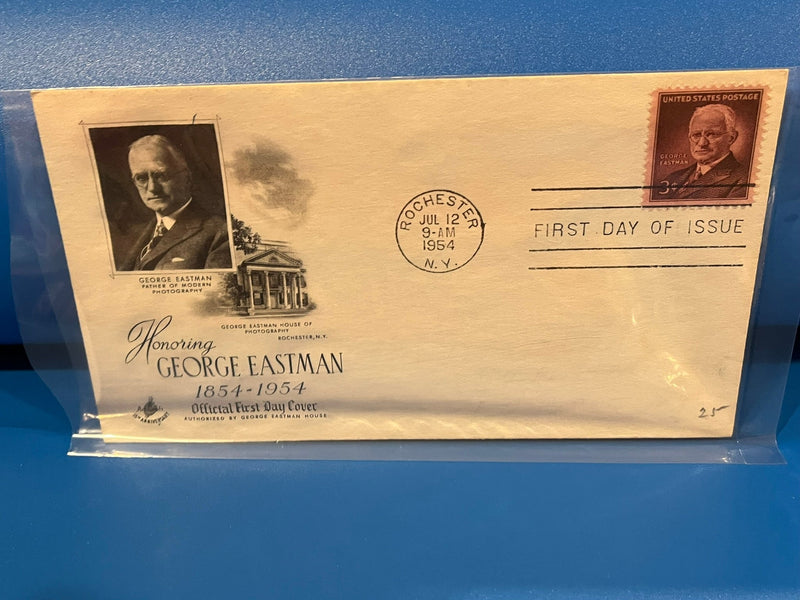 UNITED STATES POSTAGE
GEORGE
EASTMAN
3¢
ROCHESTER
JUL 12
9-AM
1954
N.Y.
FIRST DAY OF ISSUE
GEORGE EASTMAN
FATHER OF MODERN
PHOTOGRAPHY
GEORGE EASTMAN HOUSE OF
PHOTOGRAPHY
ROCHESTER, N.Y.
Honoring
GEORGE EASTMAN
1854-1954
Official First Day Cover
AUTHORIZED BY GEORGE EASTMAN HOUSE
ANNIVERSARY
25